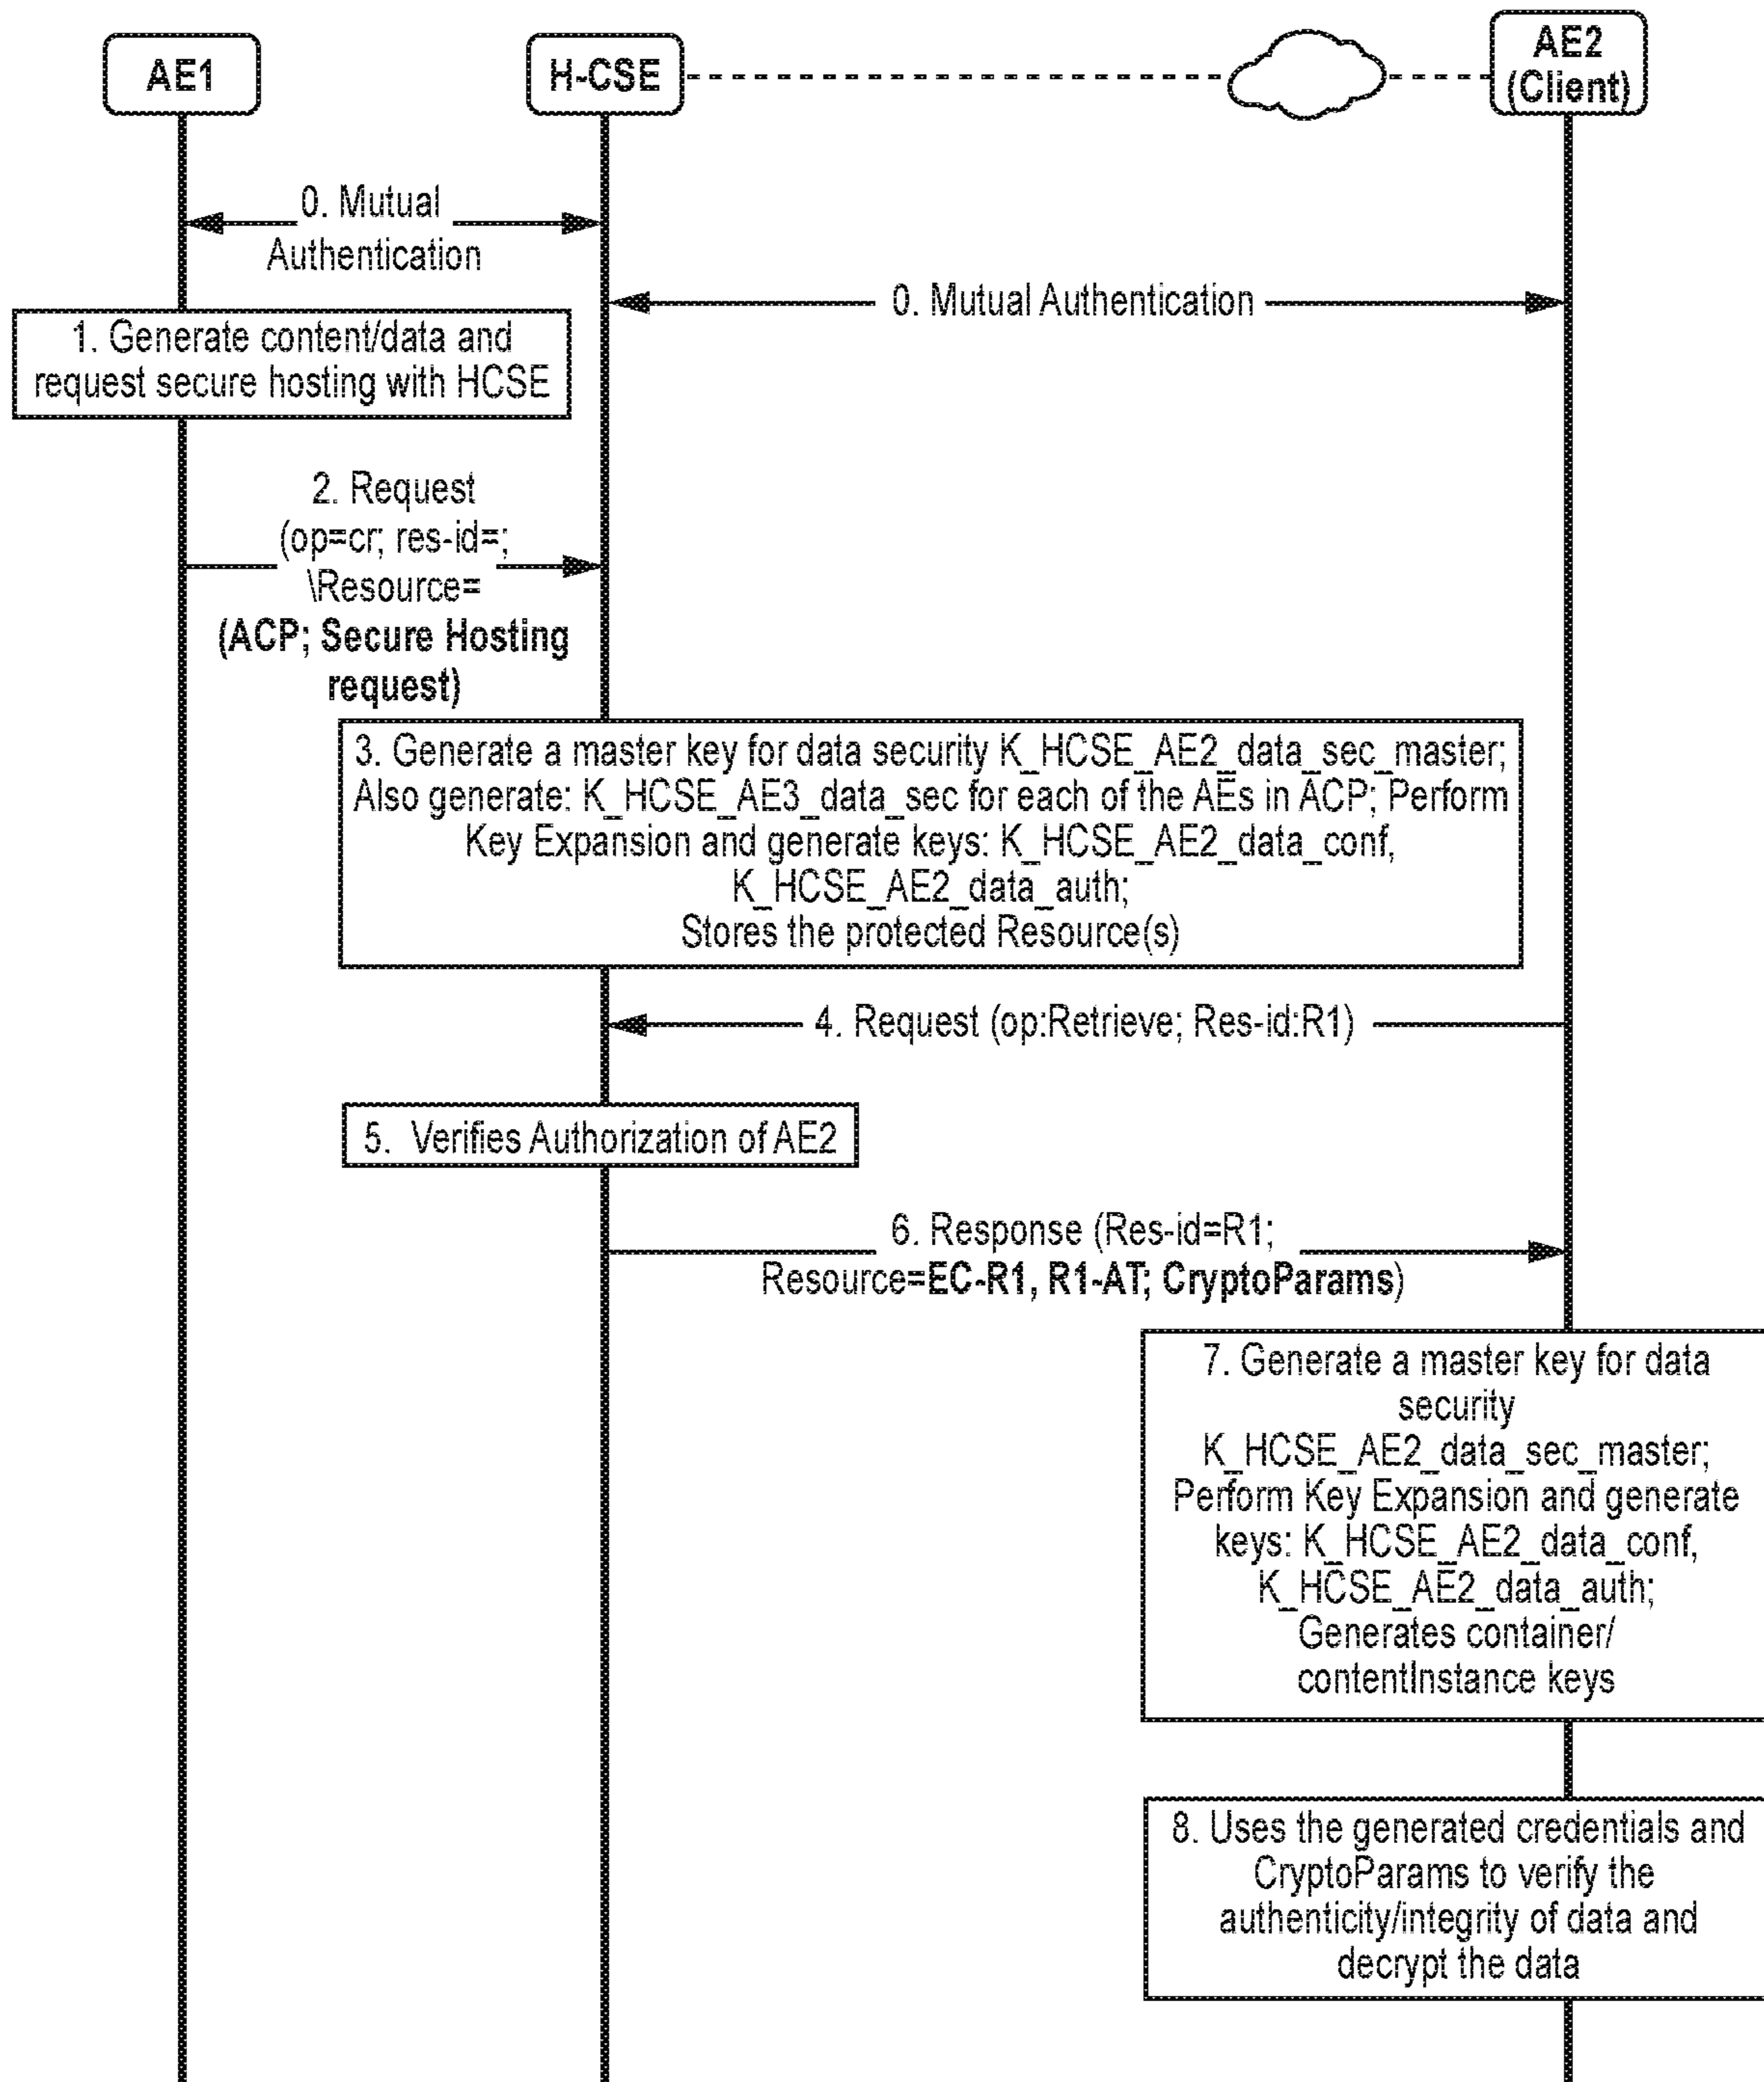 AE1
H-CSE
AE2
(Client)
0. Mutual
Authentication
0. Mutual Authentication
1. Generate content/data and
request secure hosting with HCSE
2. Request
(op=cr; res-id=;
\Resource=
(ACP; Secure Hosting
request)
3. Generate a master key for data security K_HCSE_AE2_data_sec_master;
Also generate: K_HCSE_AE3_data_sec for each of the AEs in ACP; Perform
Key Expansion and generate keys: K_HCSE_AE2_data_conf,
K_HCSE_AE2_data_auth;
Stores the protected Resource(s)
4. Request (op:Retrieve; Res-id:R1)
5. Verifies Authorization of AE2
6. Response (Res-id=R1;
Resource=EC-R1, R1-AT; CryptoParams)
7. Generate a master key for data
security
K_HCSE_AE2_data_sec_master;
Perform Key Expansion and generate
keys: K_HCSE_AE2_data_conf,
K_HCSE_AE2_data_auth;
Generates container/
contentInstance keys
8. Uses the generated credentials and
CryptoParams to verify the
authenticity/integrity of data and
decrypt the data